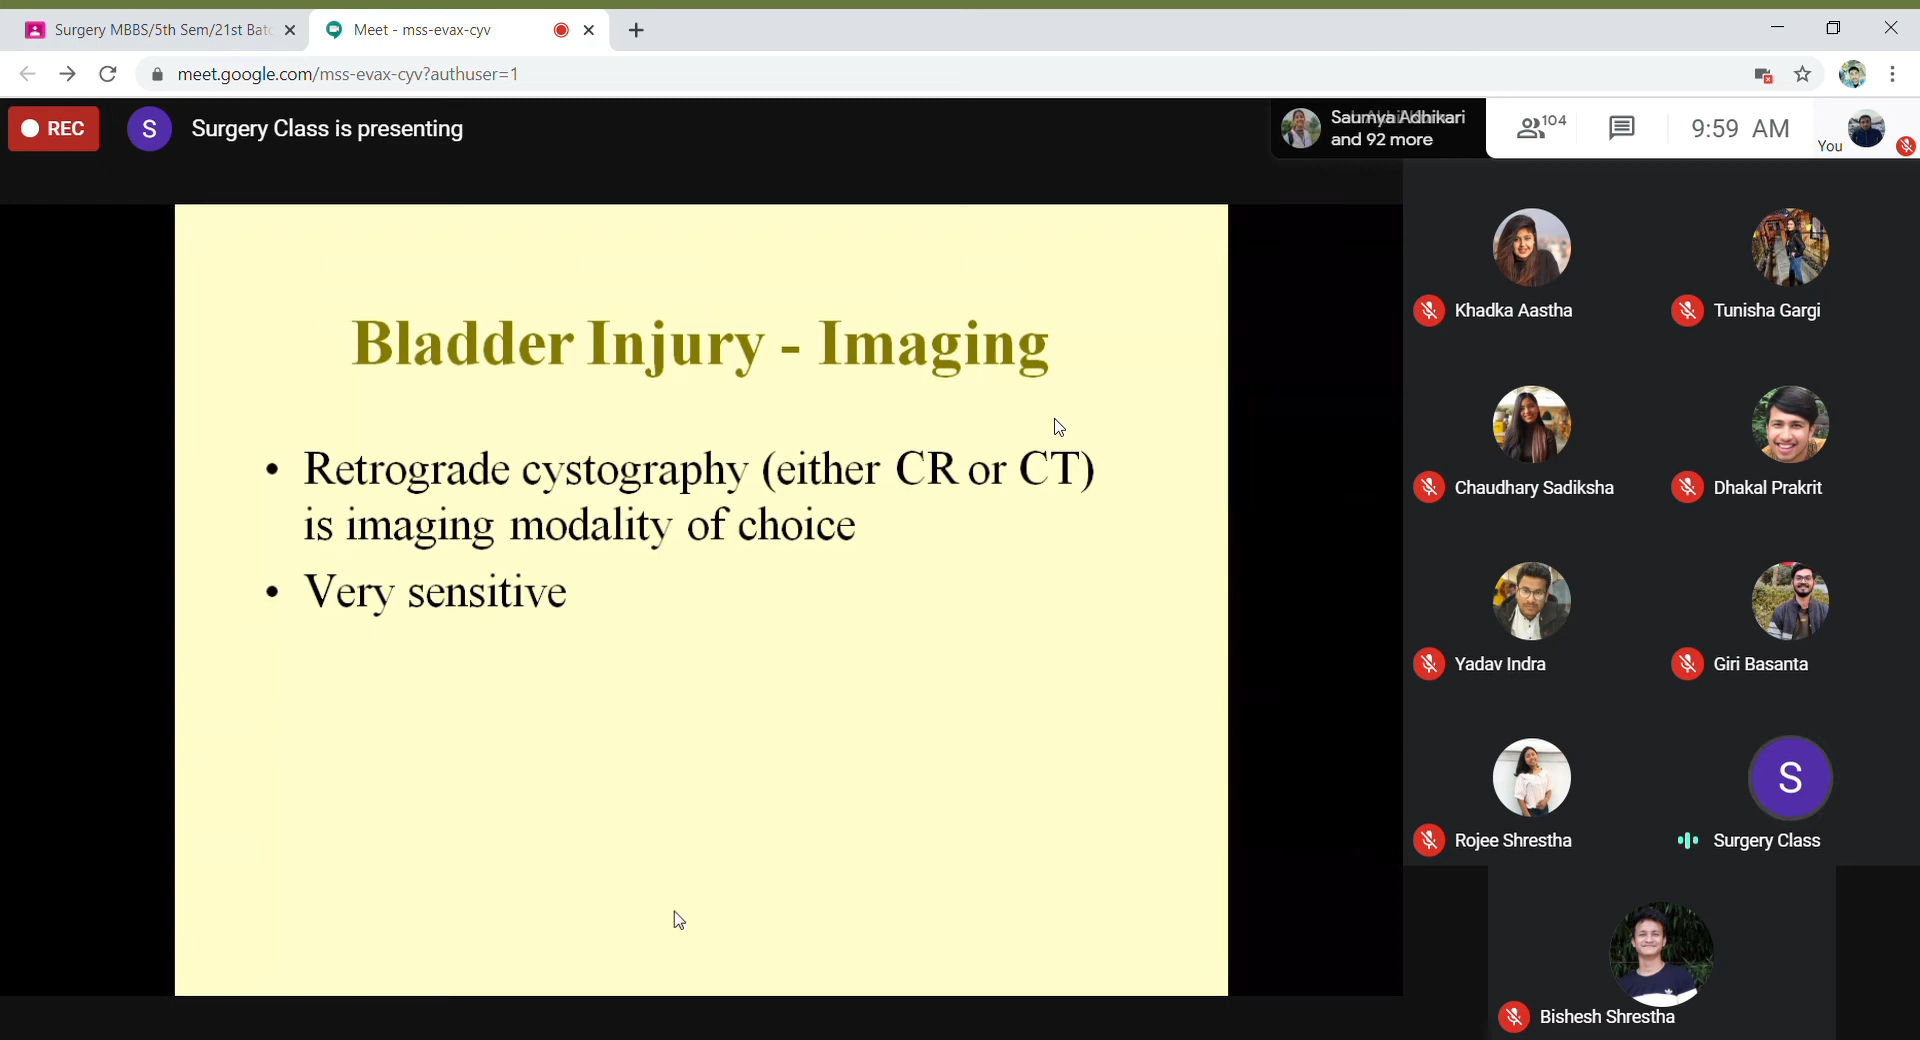 Surgery MBBS/5th Sem/21st Bat
Meet - mss-evax-cyv
meet.google.com/mss-evax-cyv?authuser=1
REC
S
Surgery Class is presenting
Saumya Adhikari
and 92 more
104
9:59 AM
You
Bladder Injury - Imaging
• Retrograde cystography (either CR or CT)
is imaging modality of choice
• Very sensitive
Khadka Aastha
Tunisha Gargi
Chaudhary Sadiksha
Dhakal Prakrit
Yadav Indra
Giri Basanta
Rojee Shrestha
S
Surgery Class
Bishesh Shrestha